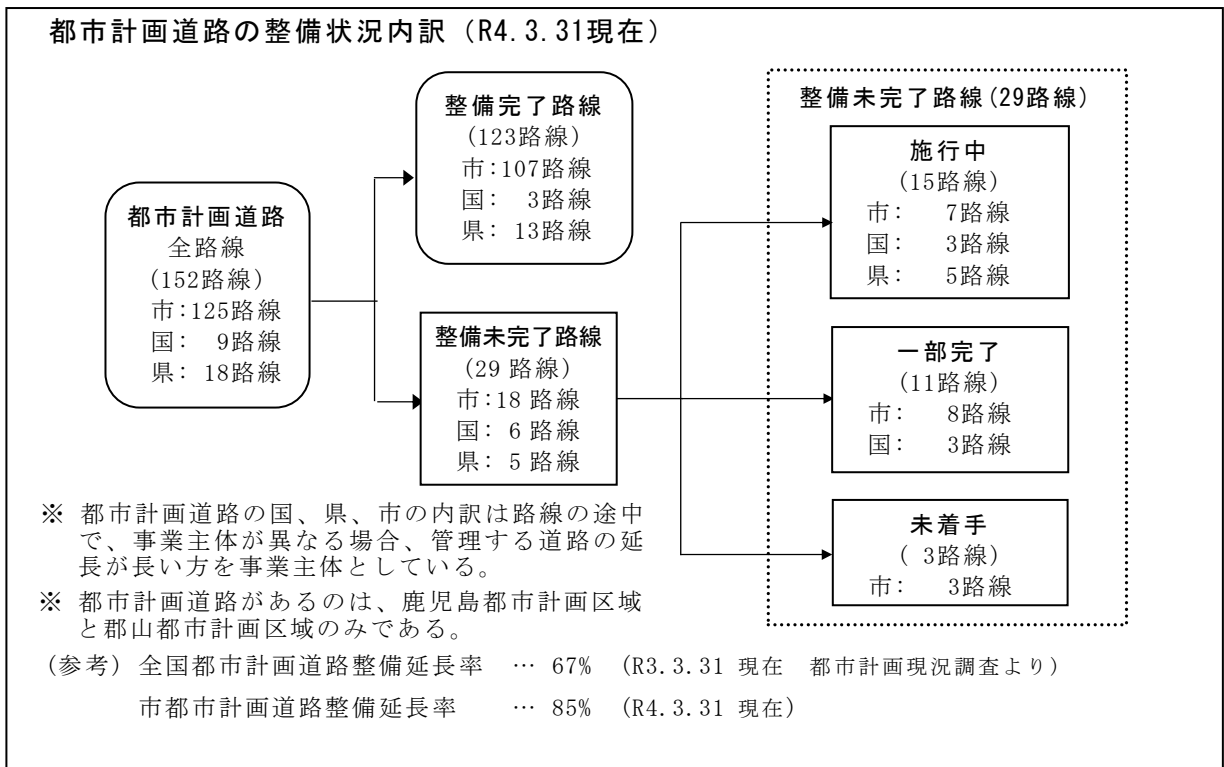 都市計画道路の整備状況内訳（R4.3.31現在）
都市計画道路
全路線
(152路線)
市:125路線
国:　9路線
県: 18路線
整備完了路線
(123路線)
市:107路線
国:　3路線
県: 13路線
整備未完了路線
(29 路線)
市:18 路線
国: 6 路線
県: 5 路線
整備未完了路線(29路線)
施行中
(15路線)
市:　7路線
国:　3路線
県:　5路線
一部完了
(11路線)
市:　8路線
国:　3路線
未着手
( 3路線)
市:　3路線
※ 都市計画道路の国、県、市の内訳は路線の途中
で、事業主体が異なる場合、管理する道路の延
長が長い方を事業主体としている。
※ 都市計画道路があるのは、鹿児島都市計画区域
と郡山都市計画区域のみである。
(参考) 全国都市計画道路整備延長率　… 67%　(R3.3.31 現在　都市計画現況調査より)
市都市計画道路整備延長率　… 85%　(R4.3.31 現在)